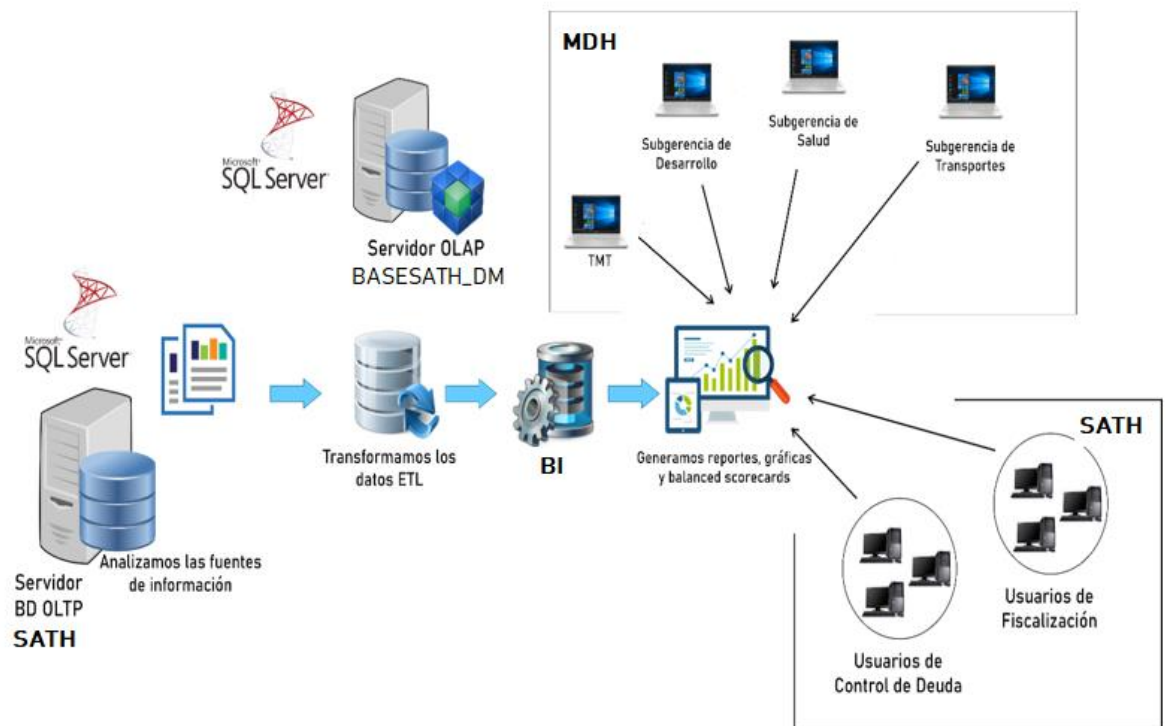 MDH
Subgerencia de
Desarrollo
Subgerencia de
Salud
Subgerencia de
Transportes
TMT
Microsoft
SQL Server
Servidor OLAP
BASESATH_DM
Microsoft
SQL Server
Analizamos las fuentes
de información
Servidor
BD OLTP
SATH
Transformamos los
datos ETL
BI
Generamos reportes, gráficas
y balanced scorecards
SATH
Usuarios de
Fiscalización
Usuarios de
Control de Deuda